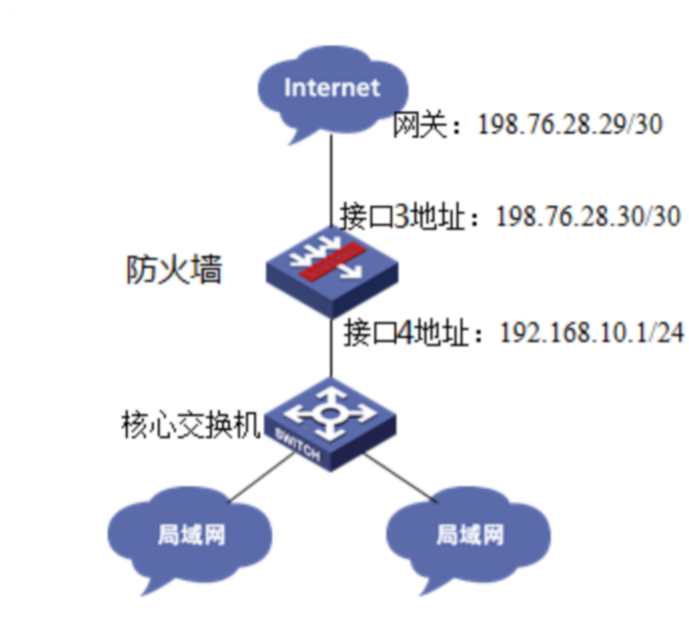 Internet
网关：198.76.28.29/30
接口3地址：198.76.28.30/30
防火墙
接口4地址：192.168.10.1/24
核心交换机
SWITCH
局域网
局域网